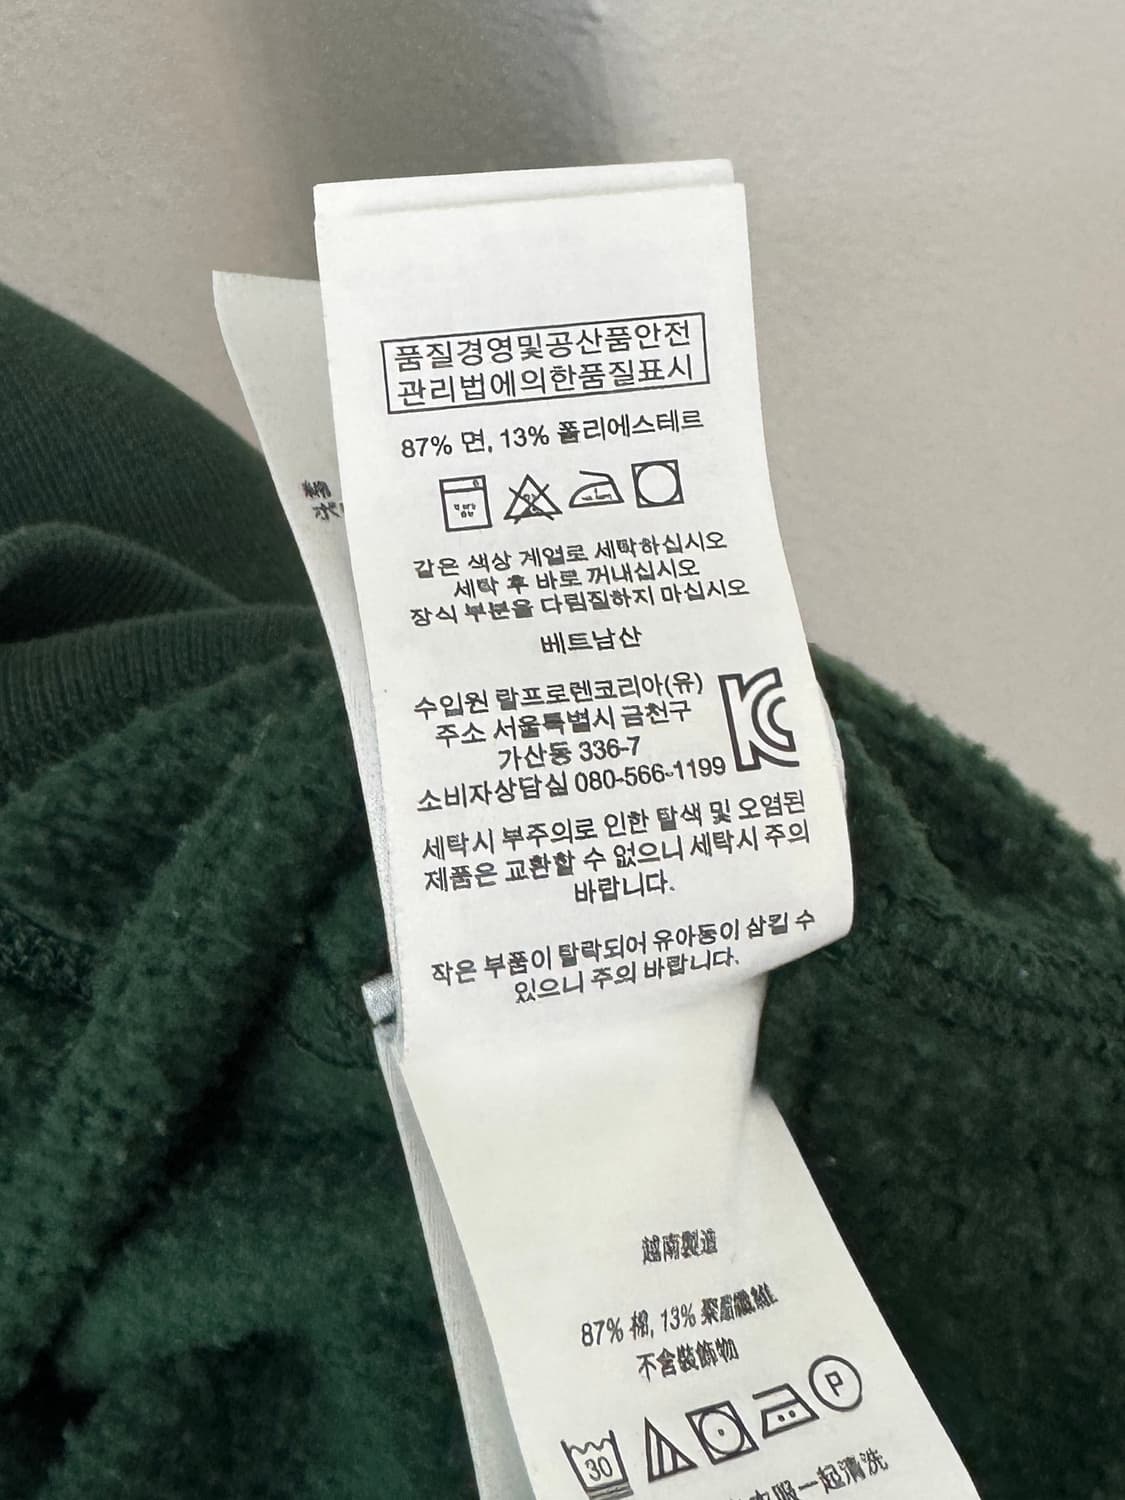 품질경영및공산품안전
관리법에의한품질표시
87% 면, 13% 폴리에스테르
같은 색상 계열로 세탁하십시오
세탁 후 바로 꺼내십시오
장식 부분을 다림질하지 마십시오
베트남산
수입원 랄프로렌코리아(유)
주소 서울특별시 금천구
가산동 336-7
소비자상담실 080-566-1199
세탁시 부주의로 인한 탈색 및 오염된
제품은 교환할 수 없으니 세탁시 주의
바랍니다.
작은 부품이 탈락되어 유아동이 삼킬 수
있으니 주의 바랍니다.
綿
ポ
越南製造
87% 棉, 13% 聚酯纖維
不含裝飾物
30
P
衣服一起清洗